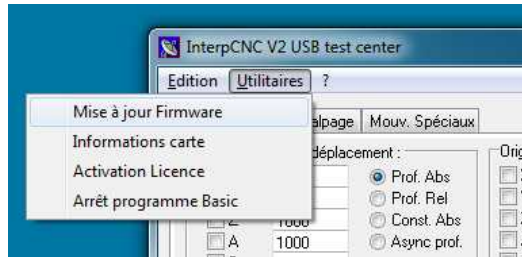 InterpCNC V2 USB test center
Edition Utilitaires ?
Mise à jour Firmware
Informations carte
Activation Licence
Arrêt programme Basic
alpage Mouv. Spéciaux
déplacement : Orig
Prof. Abs
Prof. Rel
Z 1000 Const. Abs
A 1000 Async prof.